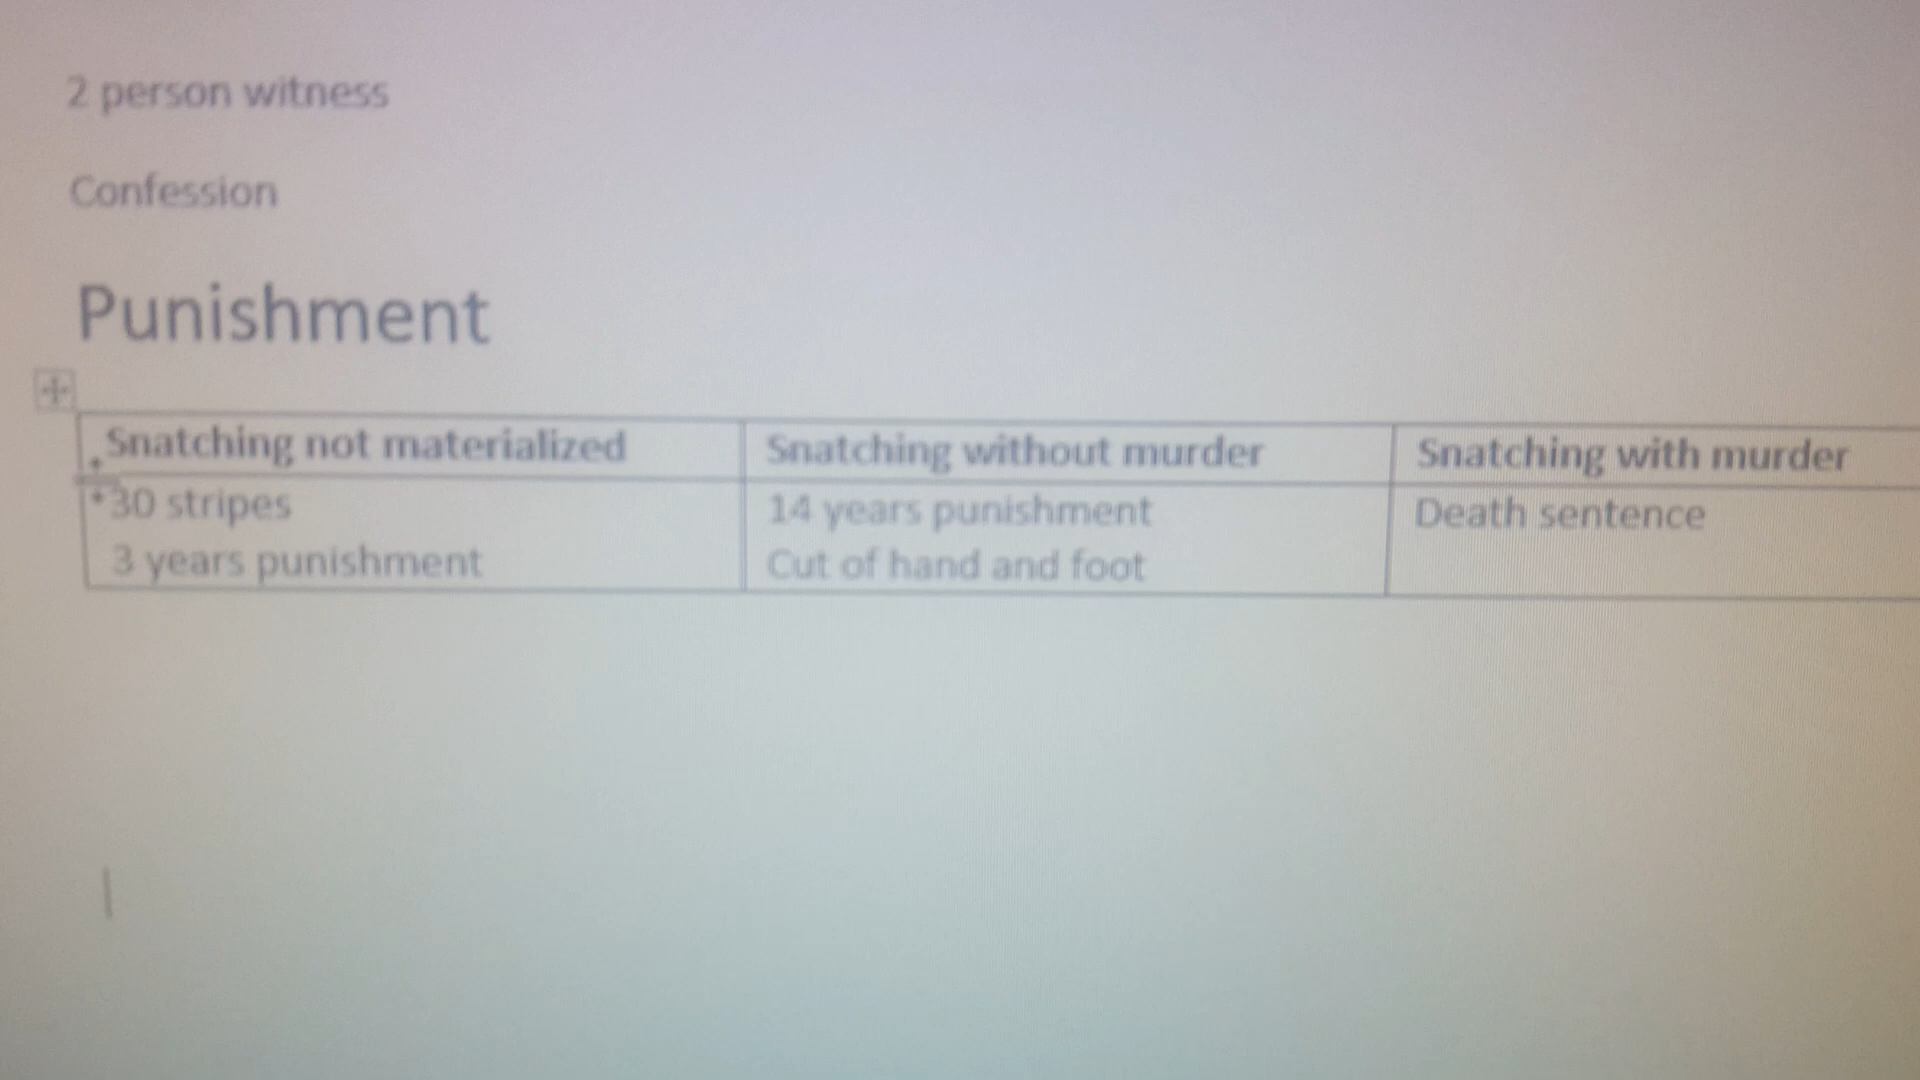 2 person witness
Confession
Punishment
Snatching not materialized
Snatching without murder
Snatching with murder
30 stripes
14 years punishment
Death sentence
3 years punishment
Cut of hand and foot